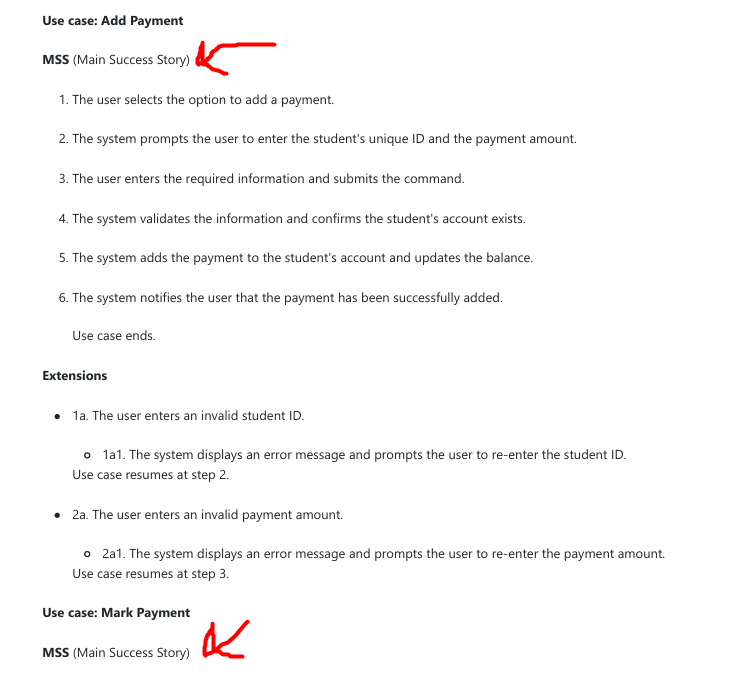 Use case: Add Payment
MSS (Main Success Story)
1. The user selects the option to add a payment.
2. The system prompts the user to enter the student's unique ID and the payment amount.
3. The user enters the required information and submits the command.
4. The system validates the information and confirms the student's account exists.
5. The system adds the payment to the student's account and updates the balance.
6. The system notifies the user that the payment has been successfully added.
Use case ends.
Extensions
• 1a. The user enters an invalid student ID.
○ 1a1. The system displays an error message and prompts the user to re-enter the student ID.
Use case resumes at step 2.
• 2a. The user enters an invalid payment amount.
○ 2a1. The system displays an error message and prompts the user to re-enter the payment amount.
Use case resumes at step 3.
Use case: Mark Payment
MSS (Main Success Story)